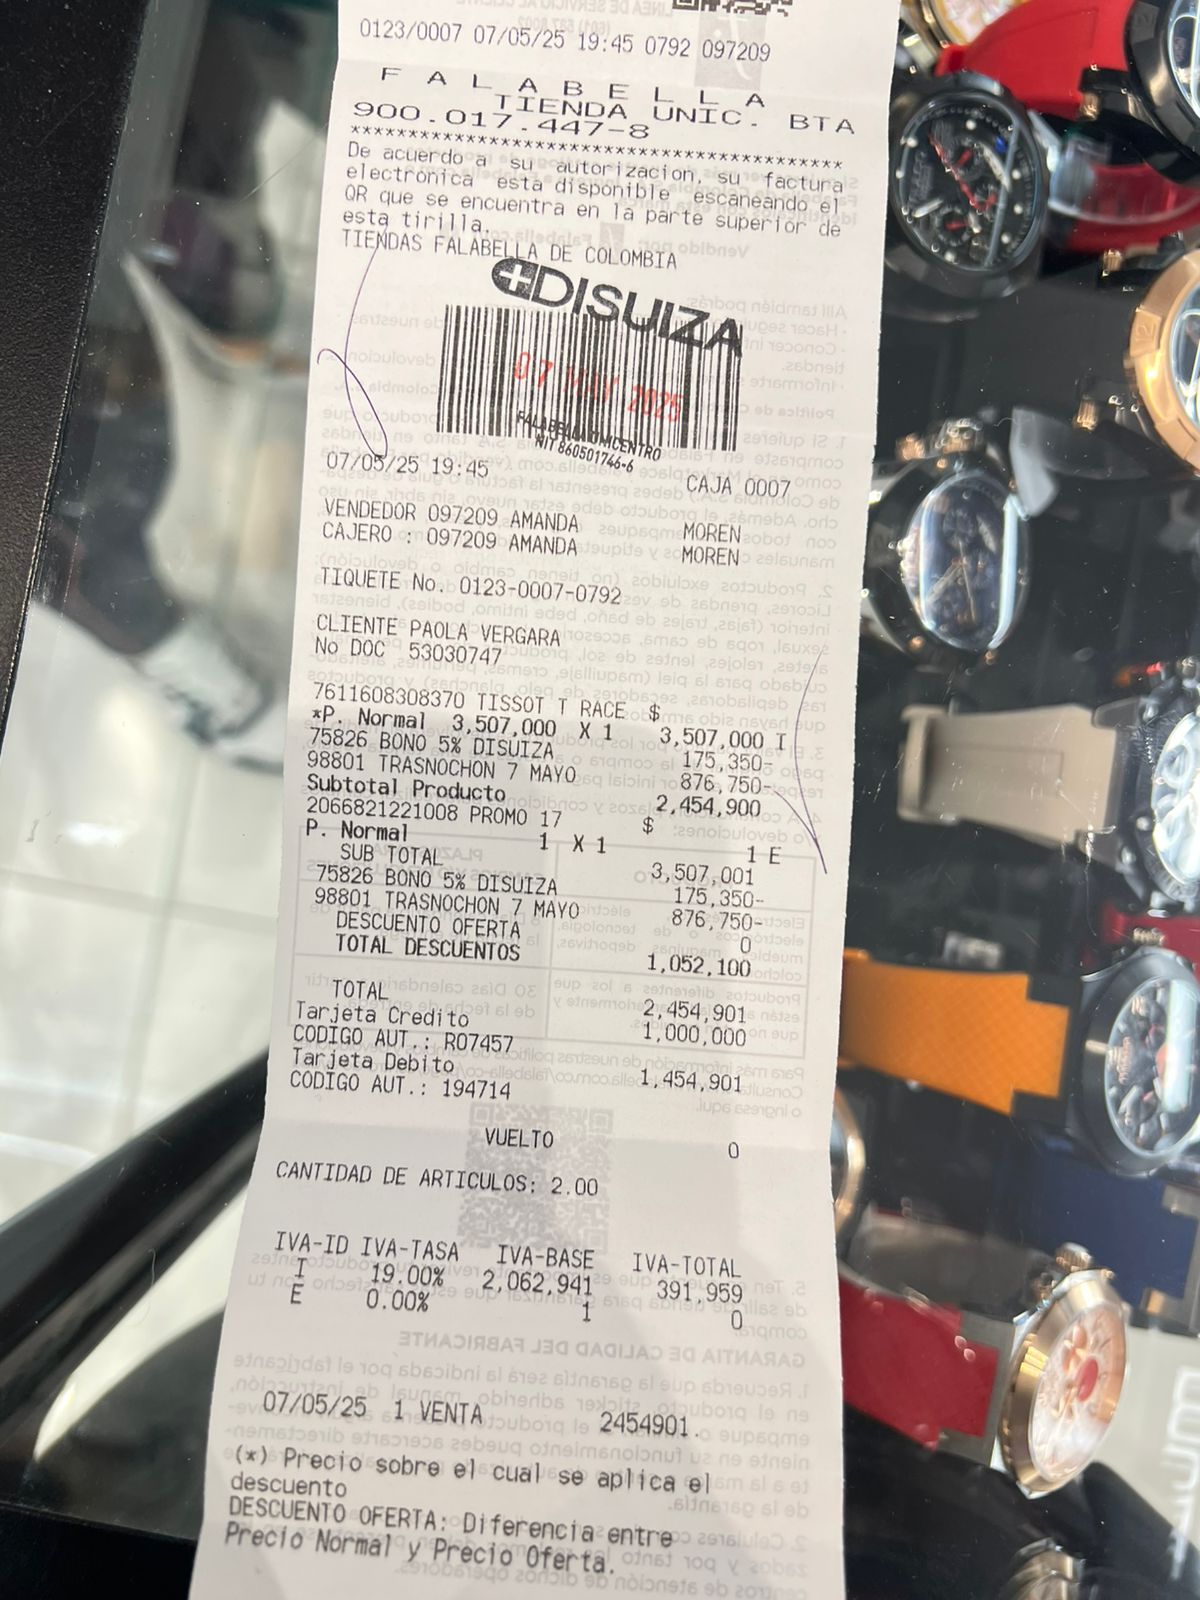 0123/0007 07/05/25 19:45 0792 097209
F A L A B E L L A
TIENDA UNIC. BTA
900.017.447-8
******************************************
De acuerdo a su autorizacion, su factura
electronica esta disponible escaneando el
QR que se encuentra en la parte superior de
esta tirilla.
TIENDAS FALABELLA DE COLOMBIA
DISUIZA
07 MAY 2025
FALABELLA UNICENTRO
NIT 860501746-6
07/05/25 19:45 CAJA 0007
VENDEDOR 097209 AMANDA MOREN
CAJERO : 097209 AMANDA MOREN
TIQUETE No. 0123-0007-0792
CLIENTE PAOLA VERGARA
No DOC 53030747
7611608308370 TISSOT T RACE $
*P. Normal 3,507,000 X 1 3,507,000 I
75826 BONO 5% DISUIZA 175,350-
98801 TRASNOCHON 7 MAYO 876,750-
Subtotal Producto 2,454,900
2066821221008 PROMO 17 $
P. Normal 1 X 1 1 E
SUB TOTAL 3,507,001
75826 BONO 5% DISUIZA 175,350-
98801 TRASNOCHON 7 MAYO 876,750-
DESCUENTO OFERTA 0
TOTAL DESCUENTOS 1,052,100
TOTAL 2,454,901
Tarjeta Credito 1,000,000
CODIGO AUT.: R07457
Tarjeta Debito 1,454,901
CODIGO AUT.: 194714
VUELTO 0
CANTIDAD DE ARTICULOS: 2.00
IVA-ID IVA-TASA IVA-BASE IVA-TOTAL
I 19.00% 2,062,941 391,959
E 0.00% 1 0
07/05/25 1 VENTA 2454901.
(*) Precio sobre el cual se aplica el
descuento
DESCUENTO OFERTA: Diferencia entre
Precio Normal y Precio Oferta.